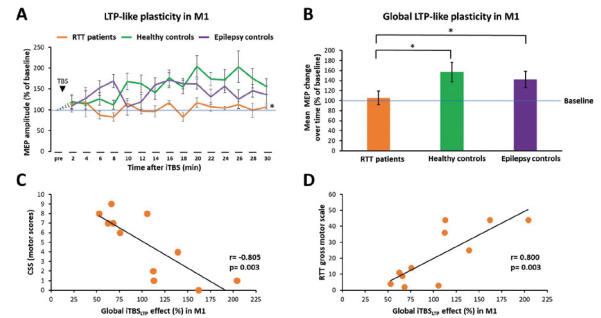 A
LTP-like plasticity in M1
RTT patients
Healthy controls
Epilepsy controls
MEP amplitude (% of baseline)
250
200
150
100
50
0
TBS
*
pre 2 4 6 8 10 12 14 16 18 20 22 24 26 28 30
Time after iTBS (min)
B
Global LTP-like plasticity in M1
Mean MEP change
over time (% of baseline)
200
180
160
140
120
100
80
60
40
20
0
*
*
Baseline
RTT patients
Healthy controls
Epilepsy controls
C
CSS (motor scores)
10
9
8
7
6
5
4
3
2
1
0
r= -0.805
p= 0.003
0 25 50 75 100 125 150 175 200 225
Global iTBSLTP effect (%) in M1
D
RTT gross motor scale
60
50
40
30
20
10
0
r= 0.800
p= 0.003
0 25 50 75 100 125 150 175 200 225
Global iTBSLTP effect (%) in M1